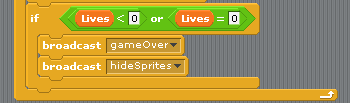 if Lives < 0 or Lives = 0
broadcast gameOver
broadcast hideSprites